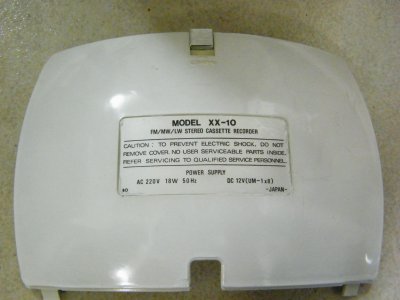 MODEL XX-10
FM/MW/LW STEREO CASSETTE RECORDER
CAUTION : TO PREVENT ELECTRIC SHOCK, DO NOT
REMOVE COVER, NO USER SERVICEABLE PARTS INSIDE.
REFER SERVICING TO QUALIFIED SERVICE PERSONNEL.
POWER SUPPLY
AC 220V 18W 50Hz DC 12V(UM-1x8)
-JAPAN-